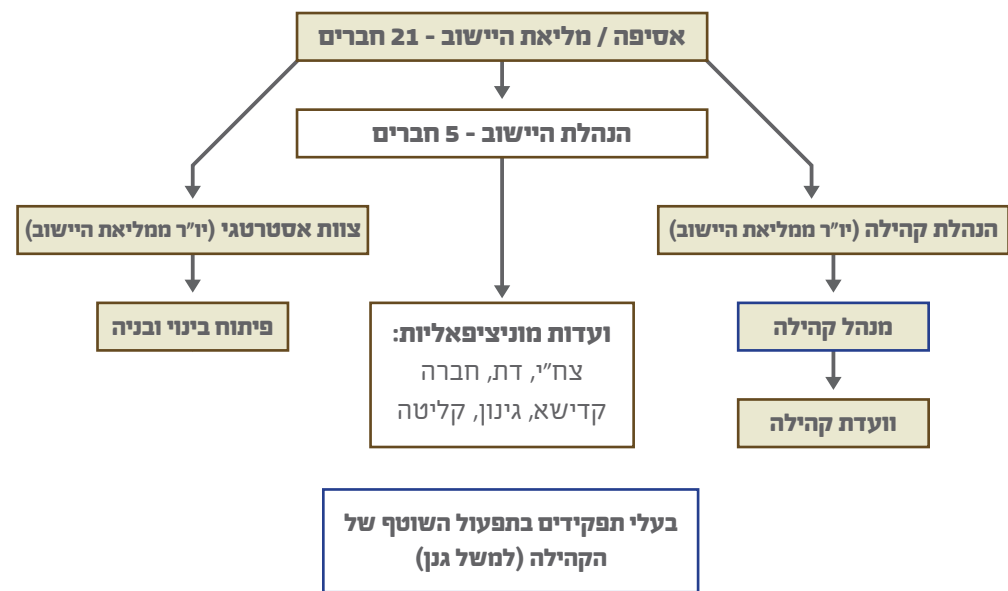 אסיפה / מליאת היישוב - 21 חברים
הנהלת היישוב - 5 חברים
הנהלת קהילה (יו"ר ממליאת היישוב)
צוות אסטרטגי (יו"ר ממליאת היישוב)
מנהל קהילה
ועדות מוניציפאליות:
צח"י, דת, חברה
קדישא, גינון, קליטה
פיתוח בינוי ובניה
וועדת קהילה
בעלי תפקידים בתפעול השוטף של
הקהילה (למשל גנן)